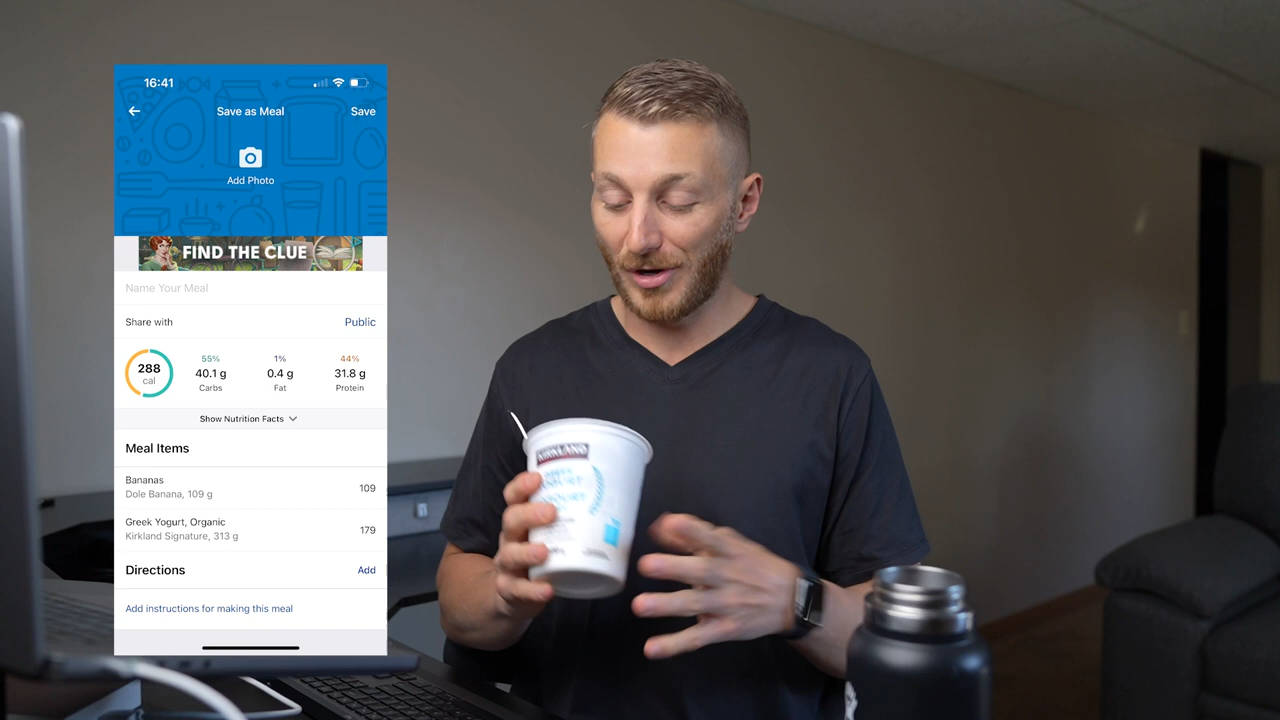 16:41
Save as Meal
Save
Add Photo
FIND THE CLUE
Name Your Meal
Share with
Public
288
cal
55%
40.1 g
Carbs
1%
0.4 g
Fat
44%
31.8 g
Protein
Show Nutrition Facts
Meal Items
Bananas
Dole Banana, 109 g
109
Greek Yogurt, Organic
Kirkland Signature, 313 g
179
Directions
Add
Add instructions for making this meal
KIRKLAND
GREEK
YOGURT
YOGOURT